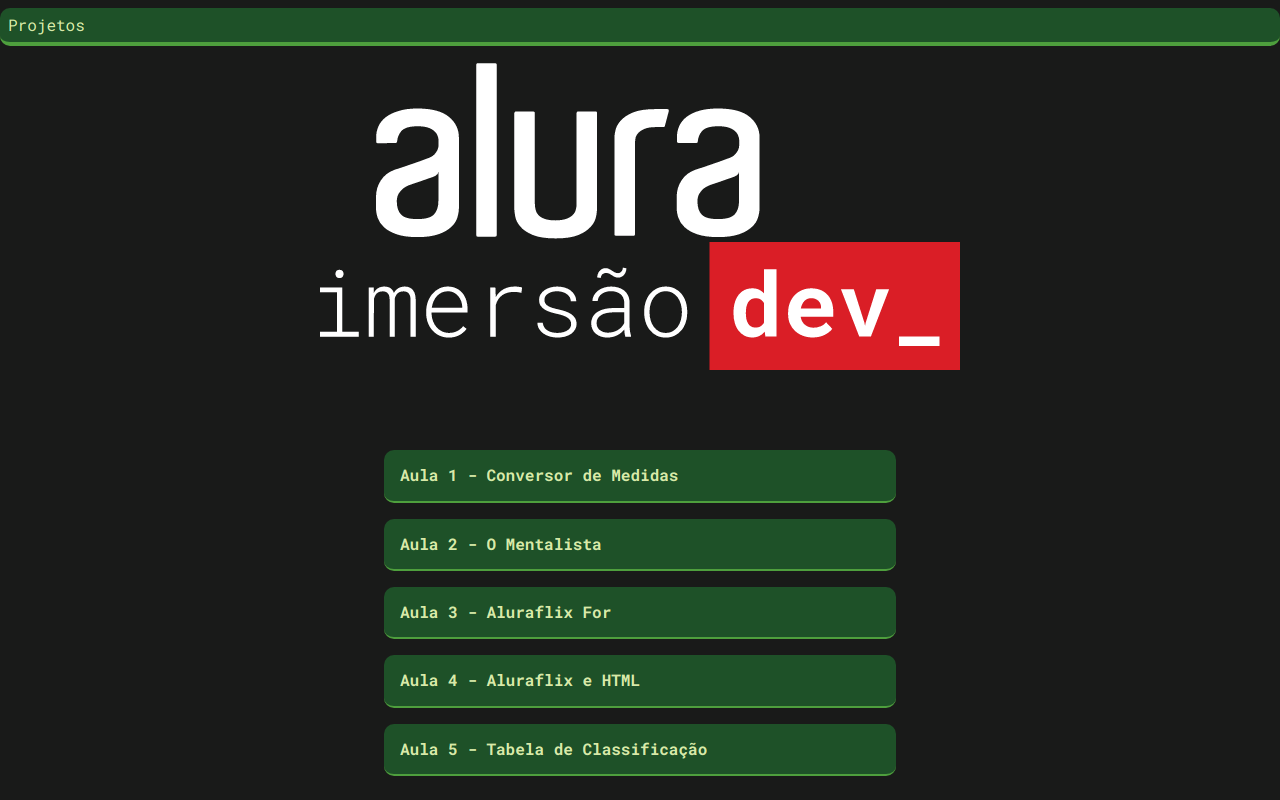 Projetos
alura
imersão dev_
Aula 1 - Conversor de Medidas
Aula 2 - O Mentalista
Aula 3 - Aluraflix For
Aula 4 - Aluraflix e HTML
Aula 5 - Tabela de Classificação